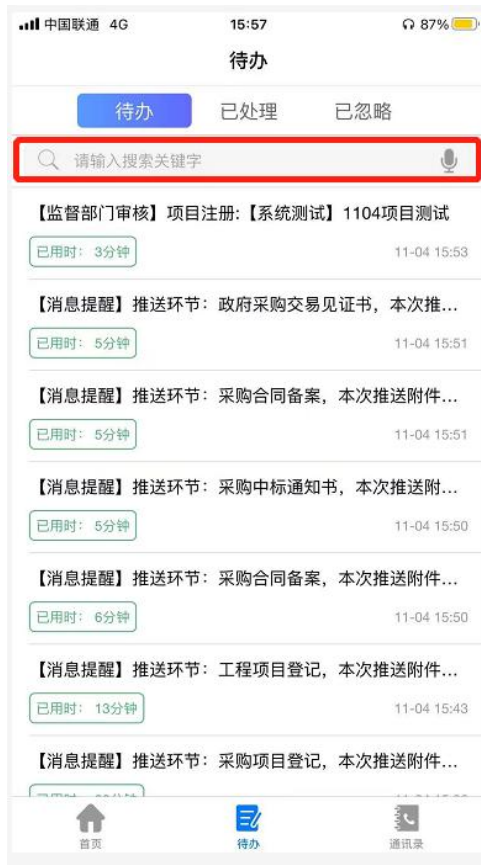 中国联通 4G 15:57 87%
待办
待办 已处理 已忽略
请输入搜索关键字
【监督部门审核】项目注册:【系统测试】1104项目测试
已用时： 3分钟 11-04 15:53
【消息提醒】推送环节：政府采购交易见证书，本次推...
已用时： 5分钟 11-04 15:51
【消息提醒】推送环节：采购合同备案，本次推送附件...
已用时： 5分钟 11-04 15:51
【消息提醒】推送环节：采购中标通知书，本次推送附...
已用时： 5分钟 11-04 15:50
【消息提醒】推送环节：采购合同备案，本次推送附件...
已用时： 6分钟 11-04 15:50
【消息提醒】推送环节：工程项目登记，本次推送附件...
已用时： 13分钟 11-04 15:43
【消息提醒】推送环节：采购项目登记，本次推送附件...
首页 待办 通讯录